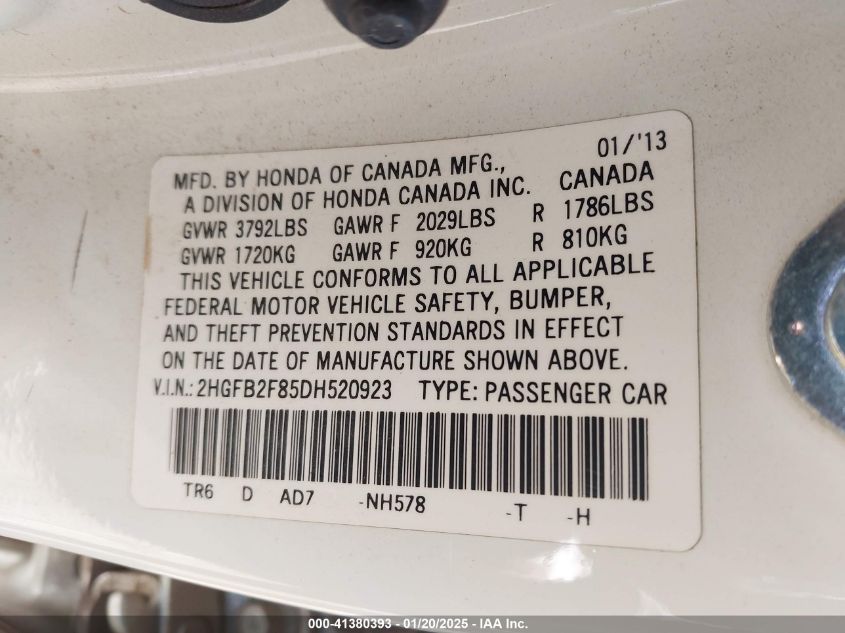 01/'13
MFD. BY HONDA OF CANADA MFG., CANADA
A DIVISION OF HONDA CANADA INC.
GVWR 3792LBS GAWR F 2029LBS R 1786LBS
GVWR 1720KG GAWR F 920KG R 810KG
THIS VEHICLE CONFORMS TO ALL APPLICABLE
FEDERAL MOTOR VEHICLE SAFETY, BUMPER,
AND THEFT PREVENTION STANDARDS IN EFFECT
ON THE DATE OF MANUFACTURE SHOWN ABOVE.
V.I.N.: 2HGFB2F85DH520923 TYPE: PASSENGER CAR
TR6 D AD7 -NH578 -T -H
000-41380393 - 01/20/2025 - IAA Inc.